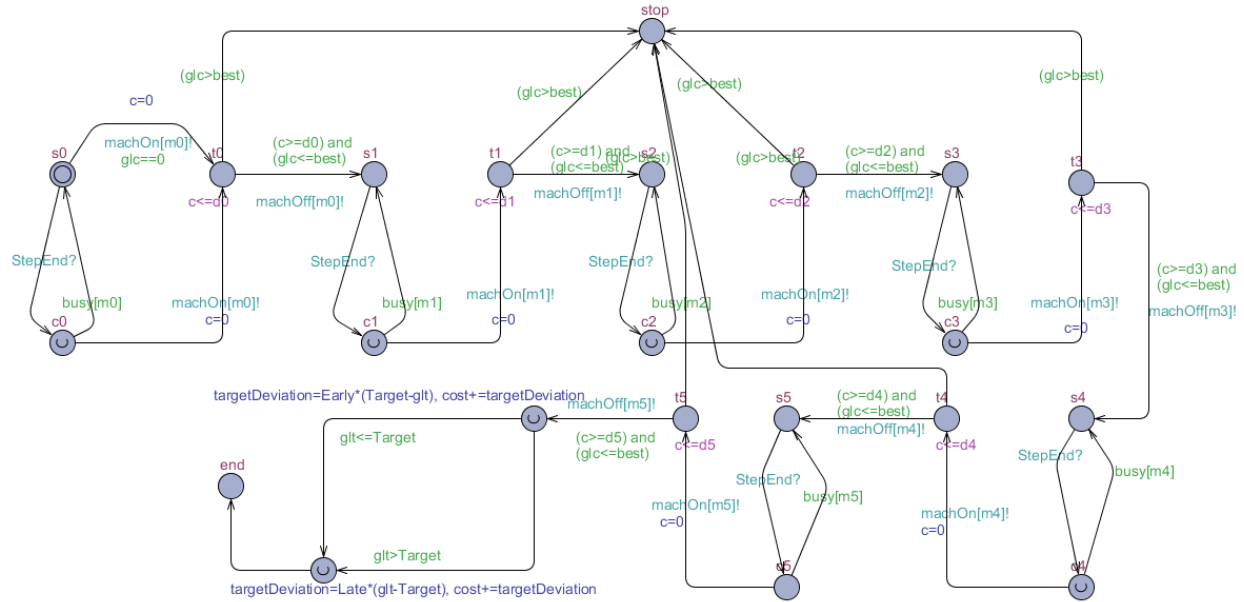 stop
(glc>best)
(glc>best)
(glc>best)
(glc>best)
c=0
machOn[m0]!
glc==0
s0
t0
(c>=d0) and
(glc<=best)
s1
t1
(c>=d1) and
(glc<=best)
(glc>best)
s2
(glc>best)
t2
(c>=d2) and
(glc<=best)
s3
t3
c<=d0
machOff[m0]!
c<=d1
machOff[m1]!
c<=d2
machOff[m2]!
c<=d3
StepEnd?
busy[m0]
machOn[m0]!
c=0
c0
StepEnd?
busy[m1]
machOn[m1]!
c=0
c1
StepEnd?
busy[m2]
machOn[m2]!
c=0
c2
StepEnd?
busy[m3]
machOn[m3]!
c=0
c3
(c>=d3) and
(glc<=best)
machOff[m3]!
targetDeviation=Early*(Target-glt), cost+=targetDeviation
machOff[m5]!
t5
s5
(c>=d4) and
(glc<=best)
machOff[m4]!
t4
s4
glt<=Target
(c>=d5) and
(glc<=best)
c<=d5
c<=d4
end
StepEnd?
busy[m5]
machOn[m5]!
c=0
StepEnd?
busy[m4]
machOn[m4]!
c=0
glt>Target
c5
c4
targetDeviation=Late*(glt-Target), cost+=targetDeviation